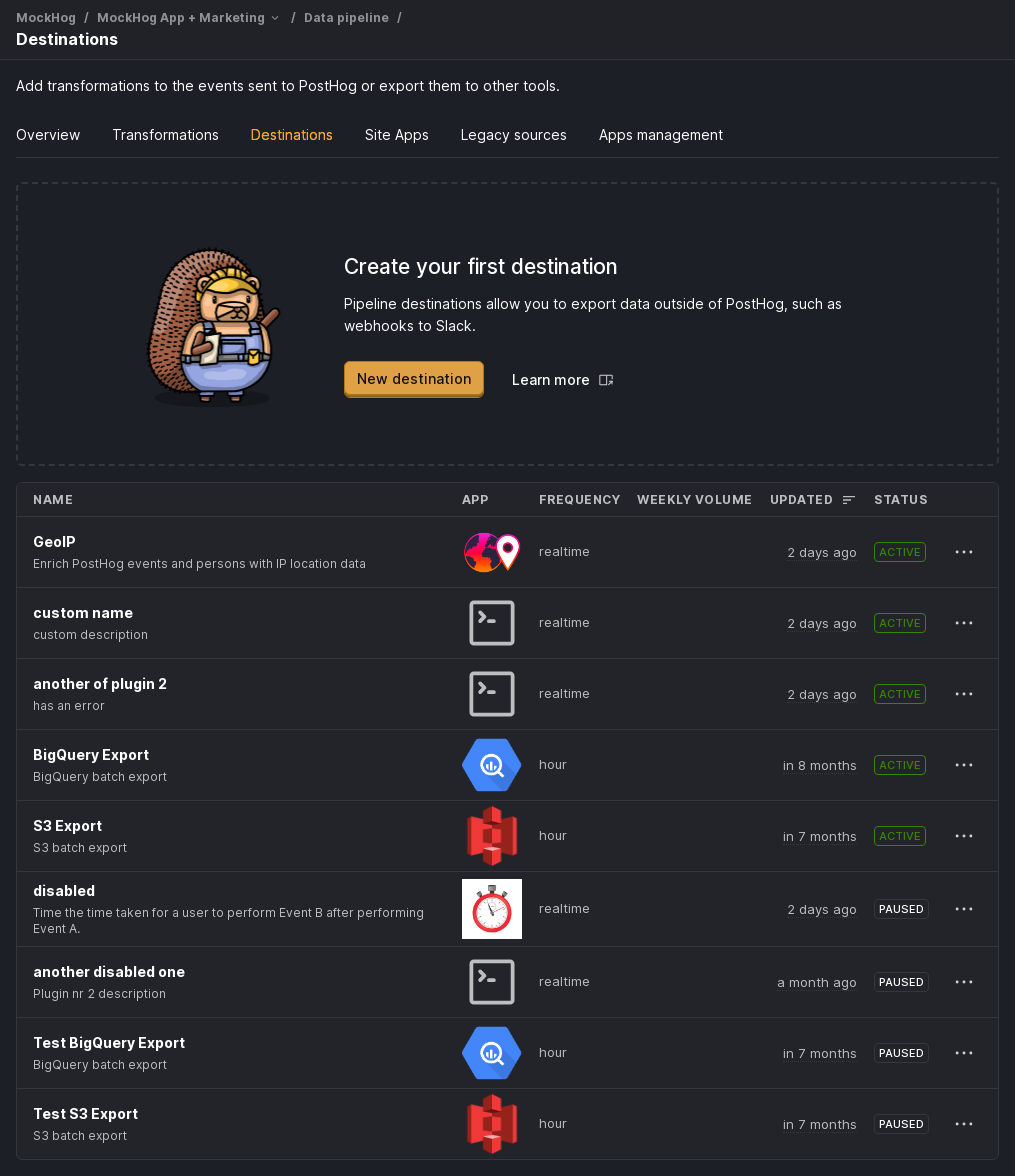 MockHog / MockHog App + Marketing / Data pipeline /
Destinations
Add transformations to the events sent to PostHog or export them to other tools.
Overview Transformations Destinations Site Apps Legacy sources Apps management
Create your first destination
Pipeline destinations allow you to export data outside of PostHog, such as
webhooks to Slack.
New destination Learn more
NAME APP FREQUENCY WEEKLY VOLUME UPDATED STATUS
GeoIP
Enrich PostHog events and persons with IP location data
realtime 2 days ago ACTIVE
custom name
custom description
realtime 2 days ago ACTIVE
another of plugin 2
has an error
realtime 2 days ago ACTIVE
BigQuery Export
BigQuery batch export
hour in 8 months ACTIVE
S3 Export
S3 batch export
hour in 7 months ACTIVE
disabled
Time the time taken for a user to perform Event B after performing
Event A.
realtime 2 days ago PAUSED
another disabled one
Plugin nr 2 description
realtime a month ago PAUSED
Test BigQuery Export
BigQuery batch export
hour in 7 months PAUSED
Test S3 Export
S3 batch export
hour in 7 months PAUSED